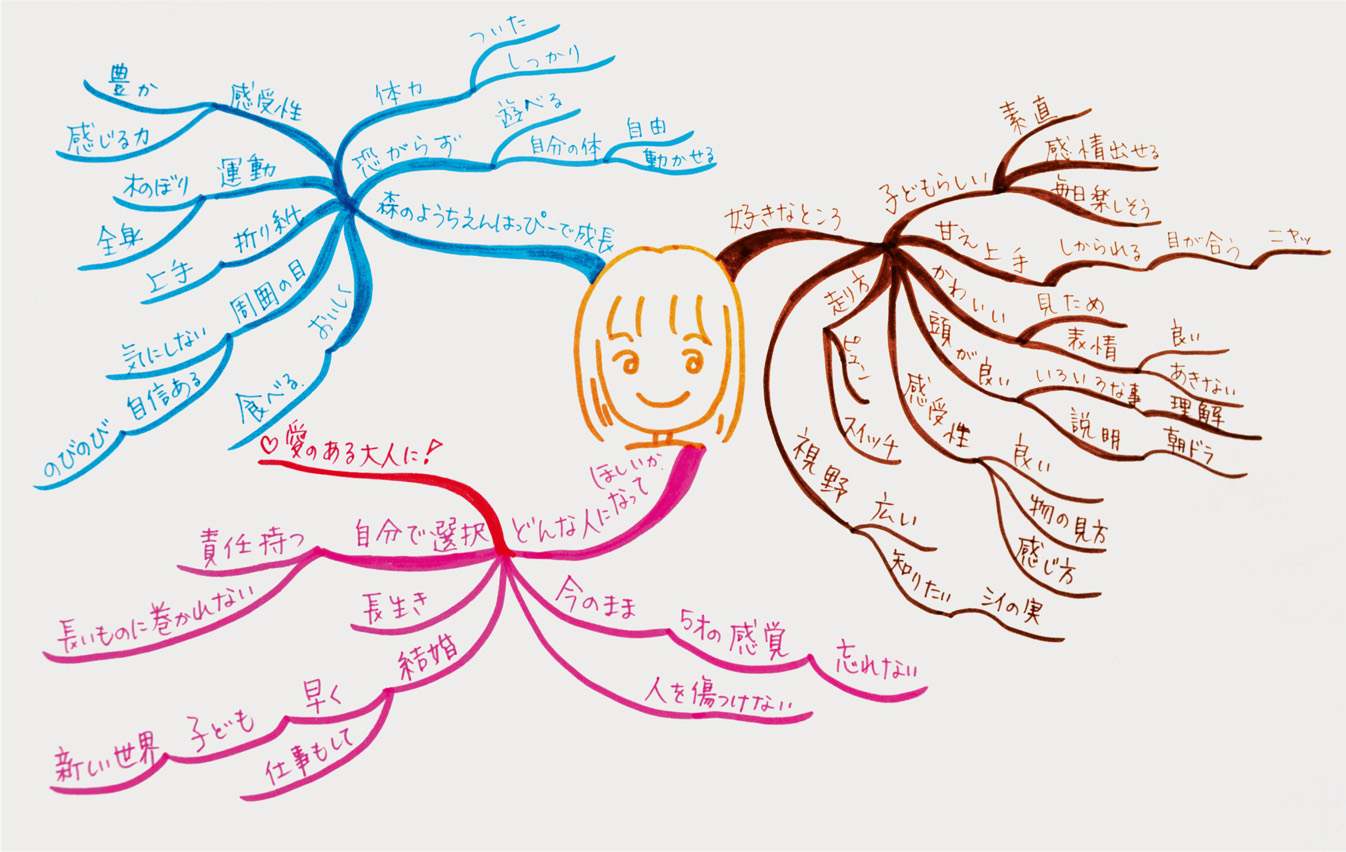 森のようちえんはっぴーで成長
感受性
豊か
感じる力
体力
ついた
しっかり
恐がらず
遊べる
自分の体
自由
動かせる
運動
木のぼり
全身
折り紙
上手
周囲の目
気にしない
自信ある
のびのび
おいしく
食べる
好きなところ
子どもらしい
素直
感情出せる
毎日楽しそう
甘え上手
しかられる
目が合う
ニヤッ
かわいい
見ため
表情
良い
あきない
頭が良い
いろいろな事
理解
説明
朝ドラ
感受性
良い
物の見方
感じ方
走り方
ピューン
スイッチ
視野
広い
知りたい
シイの実
どんな人になって
ほしいか
♡愛のある大人に!
自分で選択
責任持つ
長いものに巻かれない
長生き
結婚
早く
子ども
新しい世界
仕事もして
今のまま
5才の感覚
忘れない
人を傷つけない